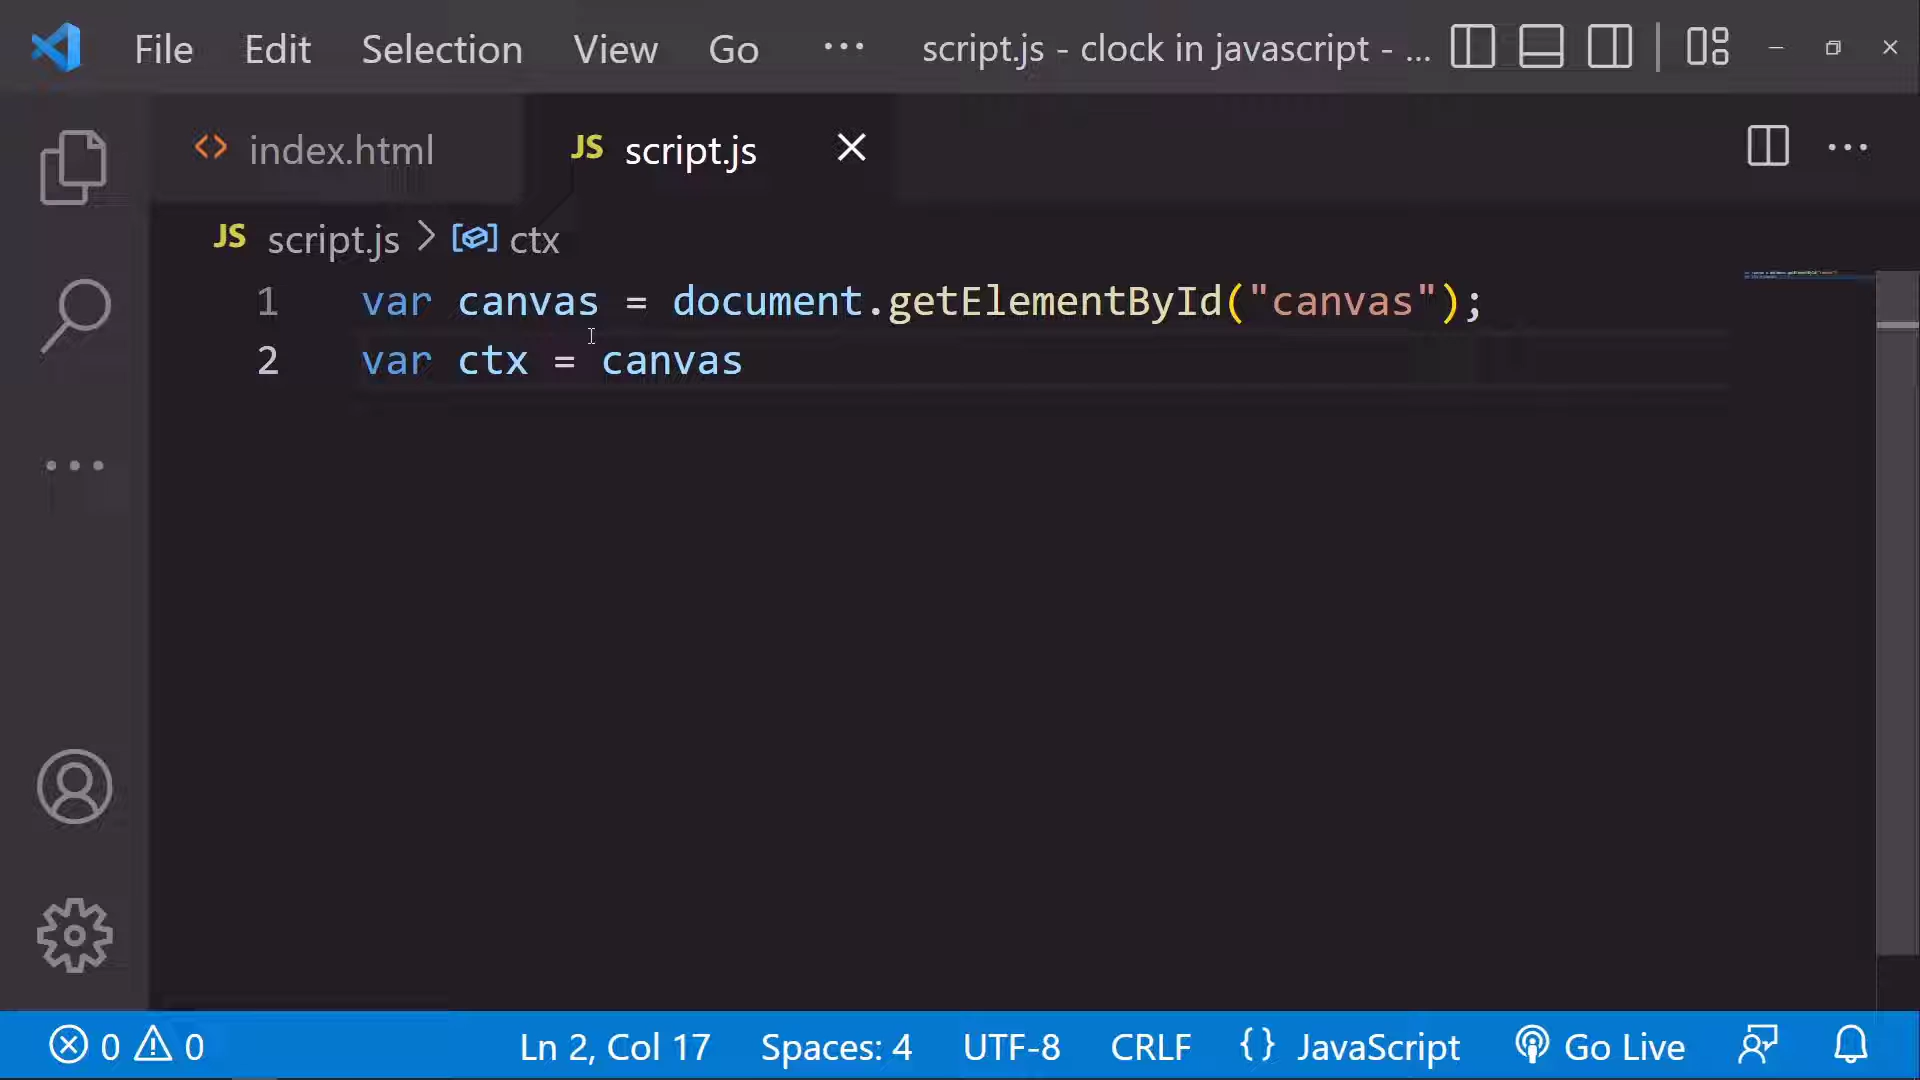 File Edit Selection View Go ··· script.js - clock in javascript - ...
index.html JS script.js
JS script.js > ctx
1 var canvas = document.getElementById("canvas");
2 var ctx = canvas
0 0 Ln 2, Col 17 Spaces: 4 UTF-8 CRLF {} JavaScript Go Live